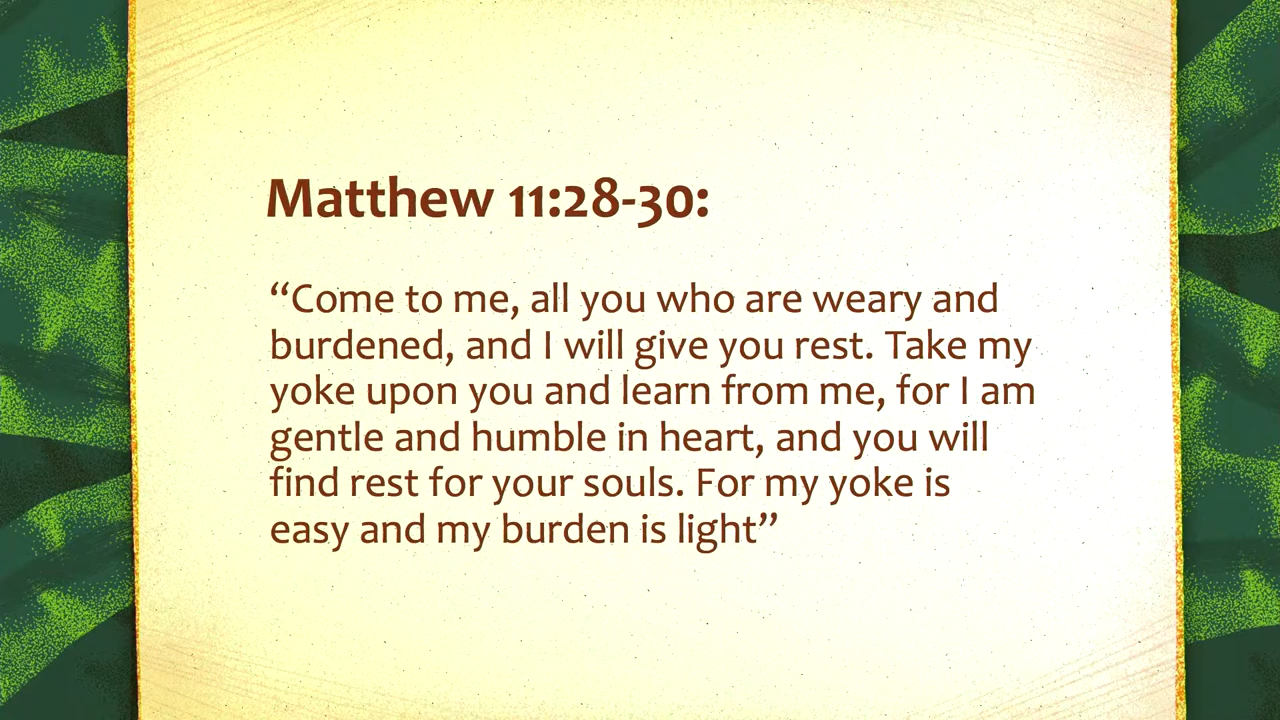 Matthew 11:28-30:
“Come to me, all you who are weary and
burdened, and I will give you rest. Take my
yoke upon you and learn from me, for I am
gentle and humble in heart, and you will
find rest for your souls. For my yoke is
easy and my burden is light”